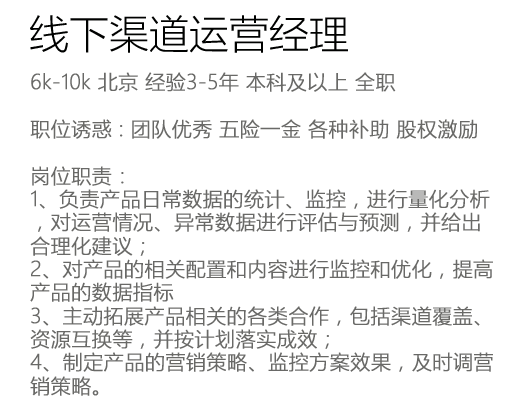 线下渠道运营经理
6k-10k 北京 经验3-5年 本科及以上 全职
职位诱惑：团队优秀 五险一金 各种补助 股权激励
岗位职责：
1、负责产品日常数据的统计、监控，进行量化分析
，对运营情况、异常数据进行评估与预测，并给出
合理化建议；
2、对产品的相关配置和内容进行监控和优化，提高
产品的数据指标
3、主动拓展产品相关的各类合作，包括渠道覆盖、
资源互换等，并按计划落实成效；
4、制定产品的营销策略、监控方案效果，及时调营
销策略。